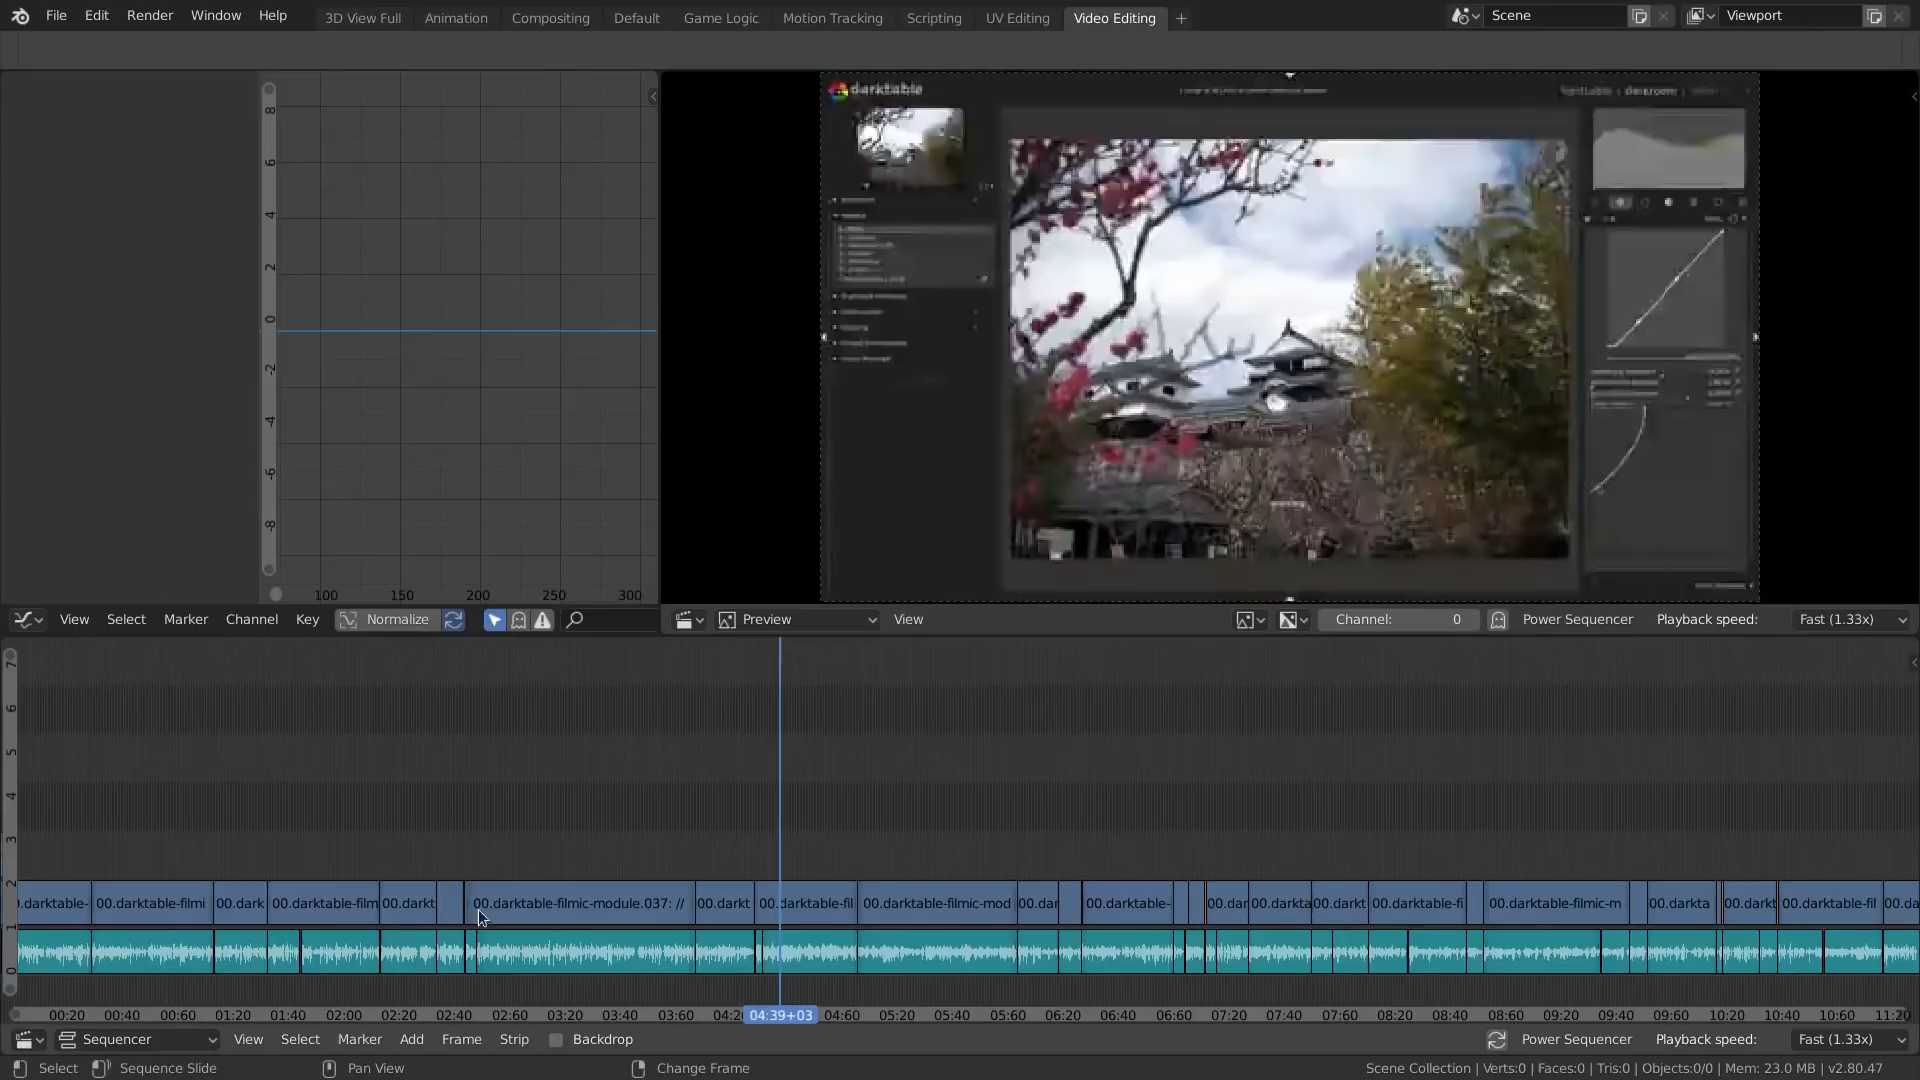 File Edit Render Window Help 3D View Full Animation Compositing Default Game Logic Motion Tracking Scripting UV Editing Video Editing + Scene Viewport
darktable
8
6
4
2
0
-2
-4
-6
-8
100 150 200 250 300
View Select Marker Channel Key Normalize Preview View Channel: 0 Power Sequencer Playback speed: Fast (1.33x)
7
6
5
4
3
2
1
0
).darktable- 00.darktable-filmi 00.dark 00.darktable-film 00.darkt 00.darktable-filmic-module.037: // 00.darkt 00.darktable-fil 00.darktable-filmic-mod 00.dar 00.darktable- 00.dar 00.darkta 00.darkt 00.darktable-fi 00.darktable-filmic-m 00.darkta 00.darkt 00.darktable-fil 00.da
00:20 00:40 00:60 01:20 01:40 02:00 02:20 02:40 02:60 03:20 03:40 03:60 04:2 04:39+03 04:60 05:20 05:40 05:60 06:20 06:40 06:60 07:20 07:40 07:60 08:20 08:40 08:60 09:20 09:40 09:60 10:20 10:40 10:60 11:20
Sequencer View Select Marker Add Frame Strip Backdrop Power Sequencer Playback speed: Fast (1.33x)
Select Sequence Slide Pan View Change Frame Scene Collection | Verts:0 | Faces:0 | Tris:0 | Objects:0/0 | Mem: 23.0 MB | v2.80.47